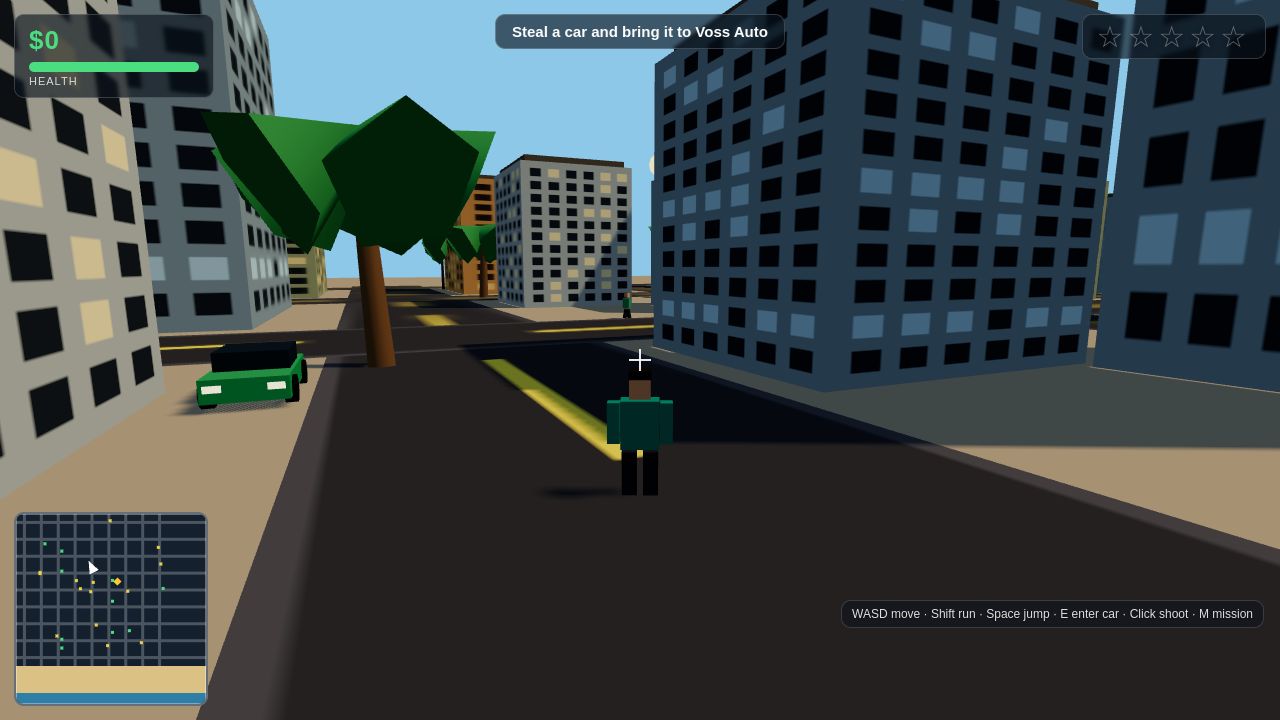 $0
HEALTH
Steal a car and bring it to Voss Auto
WASD move · Shift run · Space jump · E enter car · Click shoot · M mission